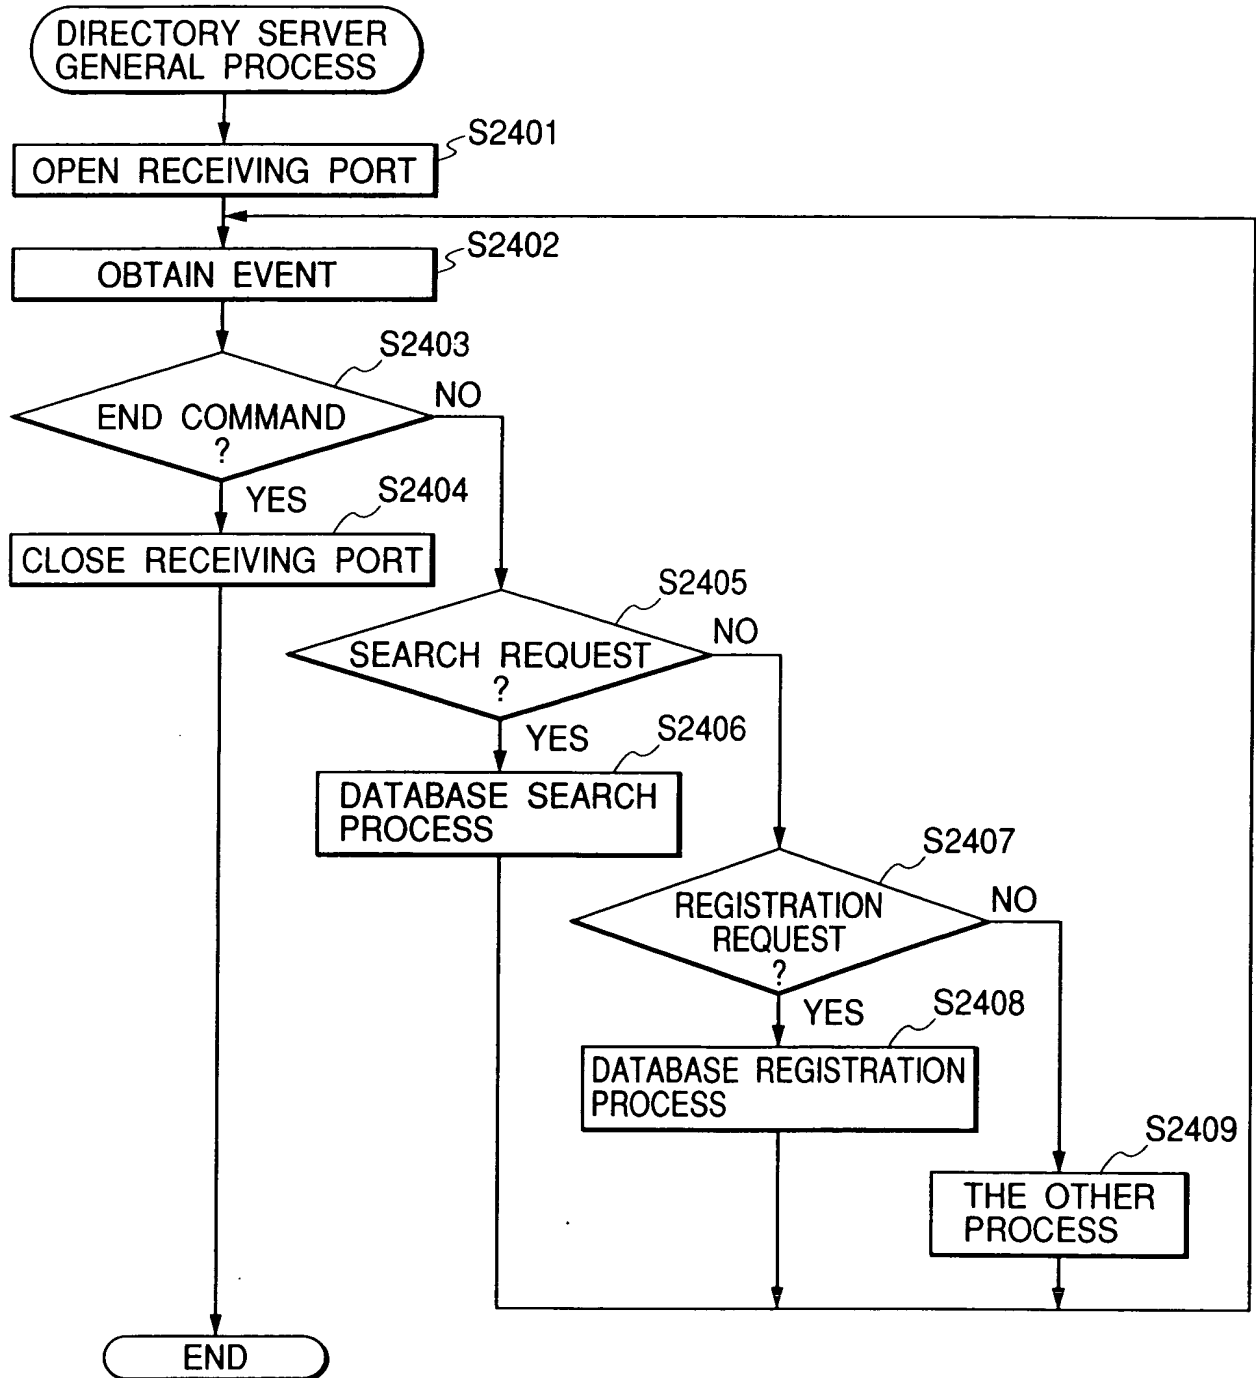 DIRECTORY SERVER
GENERAL PROCESS
S2401
OPEN RECEIVING PORT
S2402
OBTAIN EVENT
S2403
END COMMAND
?
NO
YES
S2404
CLOSE RECEIVING PORT
S2405
SEARCH REQUEST
?
NO
YES
S2406
DATABASE SEARCH
PROCESS
S2407
REGISTRATION
REQUEST
?
NO
YES
S2408
DATABASE REGISTRATION
PROCESS
S2409
THE OTHER
PROCESS
END